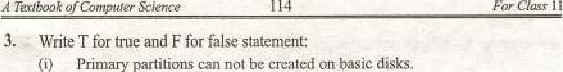 A Textbook of Computer Science 114 For Class 11
3. Write T for true and F for false statement:
(i) Primary partitions can not be created on basic disks.